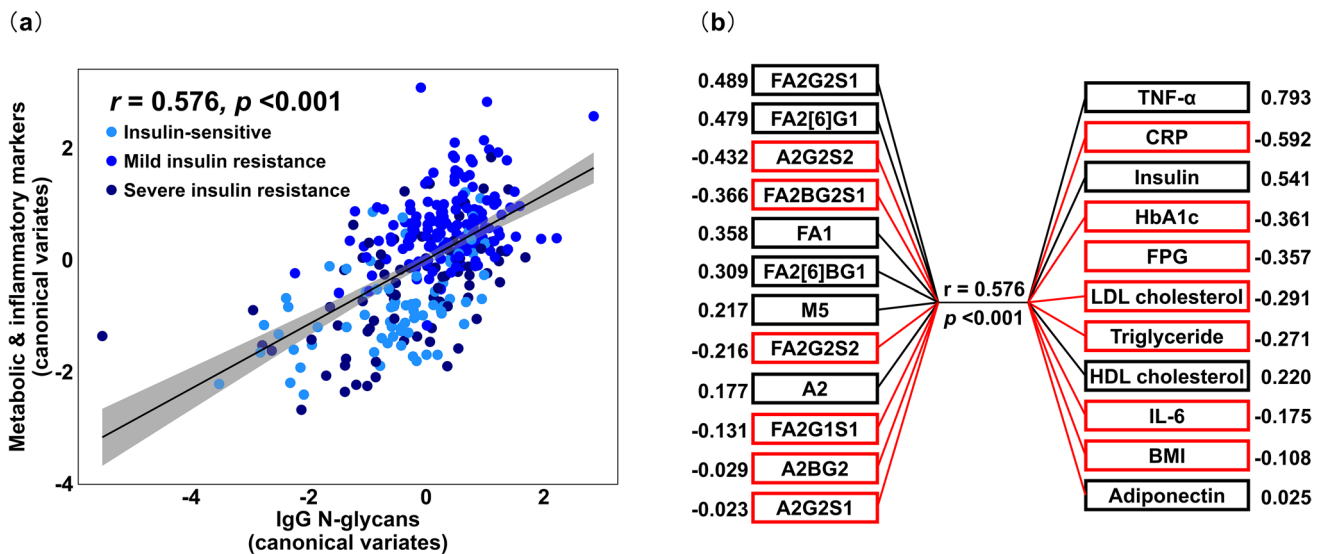 （a）
（b）
r = 0.576, p <0.001
Insulin-sensitive
Mild insulin resistance
Severe insulin resistance
Metabolic & inflammatory markers
(canonical variates)
2
0
-2
-4
-4
-2
0
2
IgG N-glycans
(canonical variates)
0.489 FA2G2S1
0.479 FA2[6]G1
-0.432 A2G2S2
-0.366 FA2BG2S1
0.358 FA1
0.309 FA2[6]BG1
0.217 M5
-0.216 FA2G2S2
0.177 A2
-0.131 FA2G1S1
-0.029 A2BG2
-0.023 A2G2S1
r = 0.576
p <0.001
TNF-α 0.793
CRP -0.592
Insulin 0.541
HbA1c -0.361
FPG -0.357
LDL cholesterol -0.291
Triglyceride -0.271
HDL cholesterol 0.220
IL-6 -0.175
BMI -0.108
Adiponectin 0.025